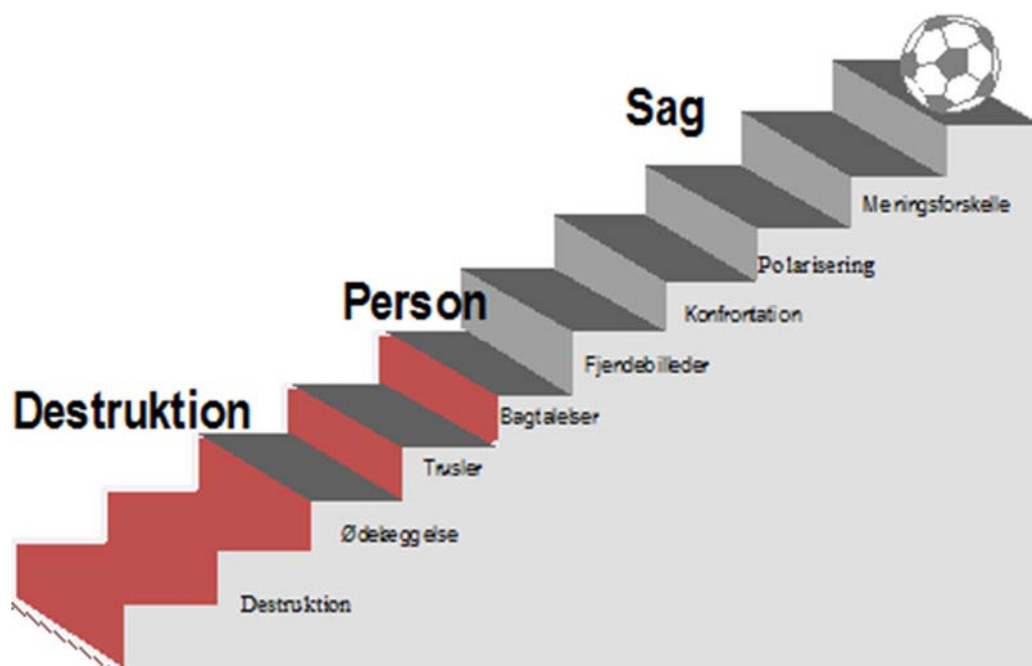 Sag
Meningsforskelle
Polarisering
Person
Konfrontation
Fjendebilleder
Destruktion
Bagtalelser
Trusler
Ødelæggelse
Destruktion